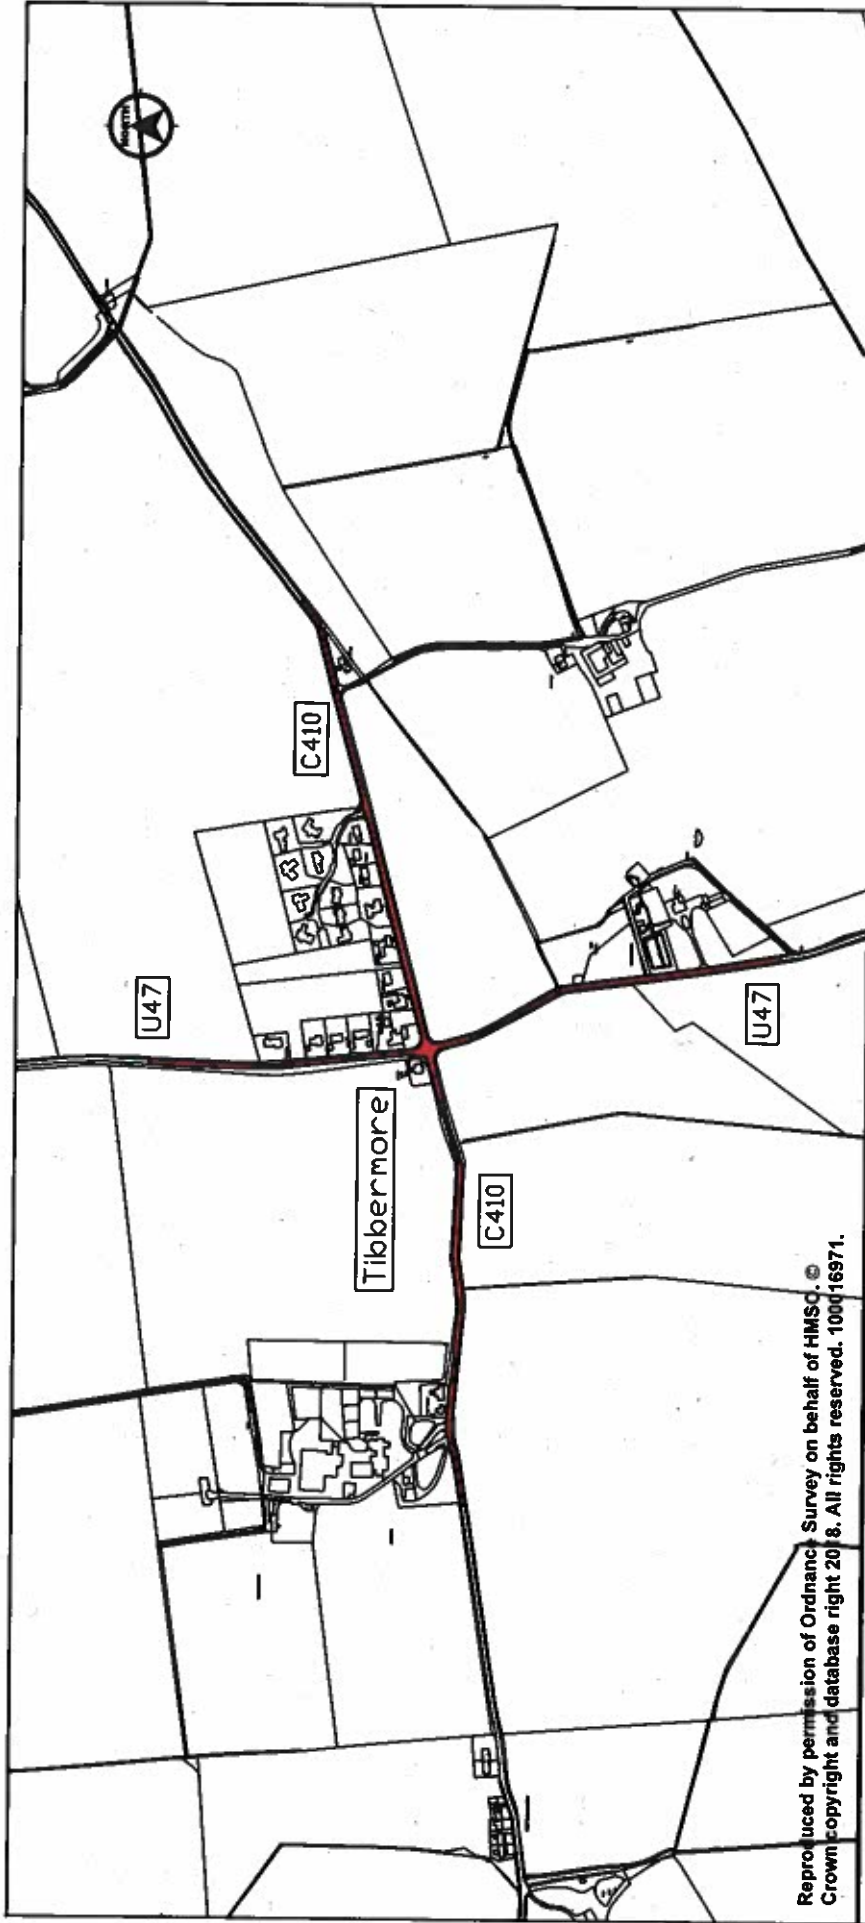 NORTH
U47
C410
Tibbermore
C410
U47
Reproduced by permission of Ordnance Survey on behalf of HMSO. ©
Crown copyright and database right 2018. All rights reserved. 100016971.